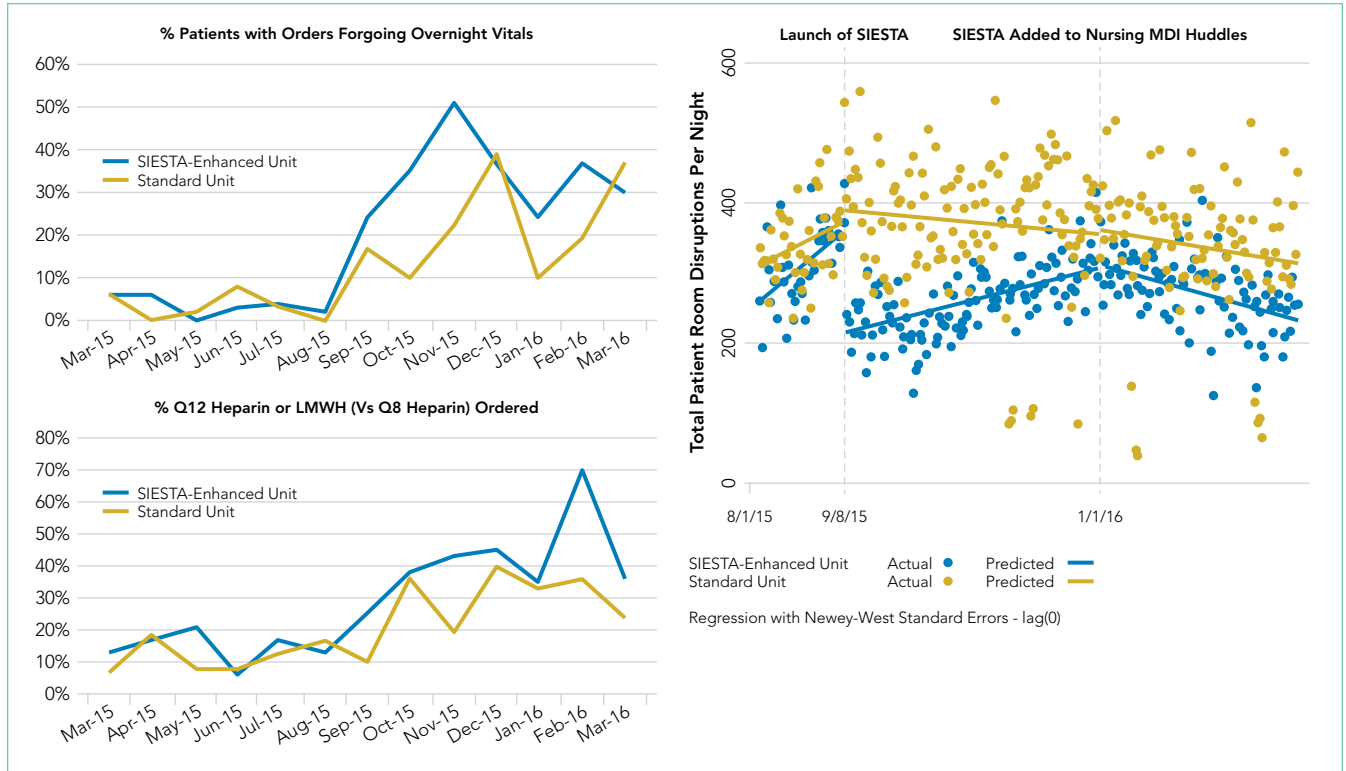 % Patients with Orders Forgoing Overnight Vitals
60%
50%
40%
30%
20%
10%
0%
SIESTA-Enhanced Unit
Standard Unit
Mar-15
Apr-15
May-15
Jun-15
Jul-15
Aug-15
Sep-15
Oct-15
Nov-15
Dec-15
Jan-16
Feb-16
Mar-16
% Q12 Heparin or LMWH (Vs Q8 Heparin) Ordered
80%
70%
60%
50%
40%
30%
20%
10%
0%
SIESTA-Enhanced Unit
Standard Unit
Mar-15
Apr-15
May-15
Jun-15
Jul-15
Aug-15
Sep-15
Oct-15
Nov-15
Dec-15
Jan-16
Feb-16
Mar-16
Launch of SIESTA
SIESTA Added to Nursing MDI Huddles
Total Patient Room Disruptions Per Night
600
400
200
0
8/1/15
9/8/15
1/1/16
SIESTA-Enhanced Unit Actual Predicted
Standard Unit Actual Predicted
Regression with Newey-West Standard Errors - lag(0)